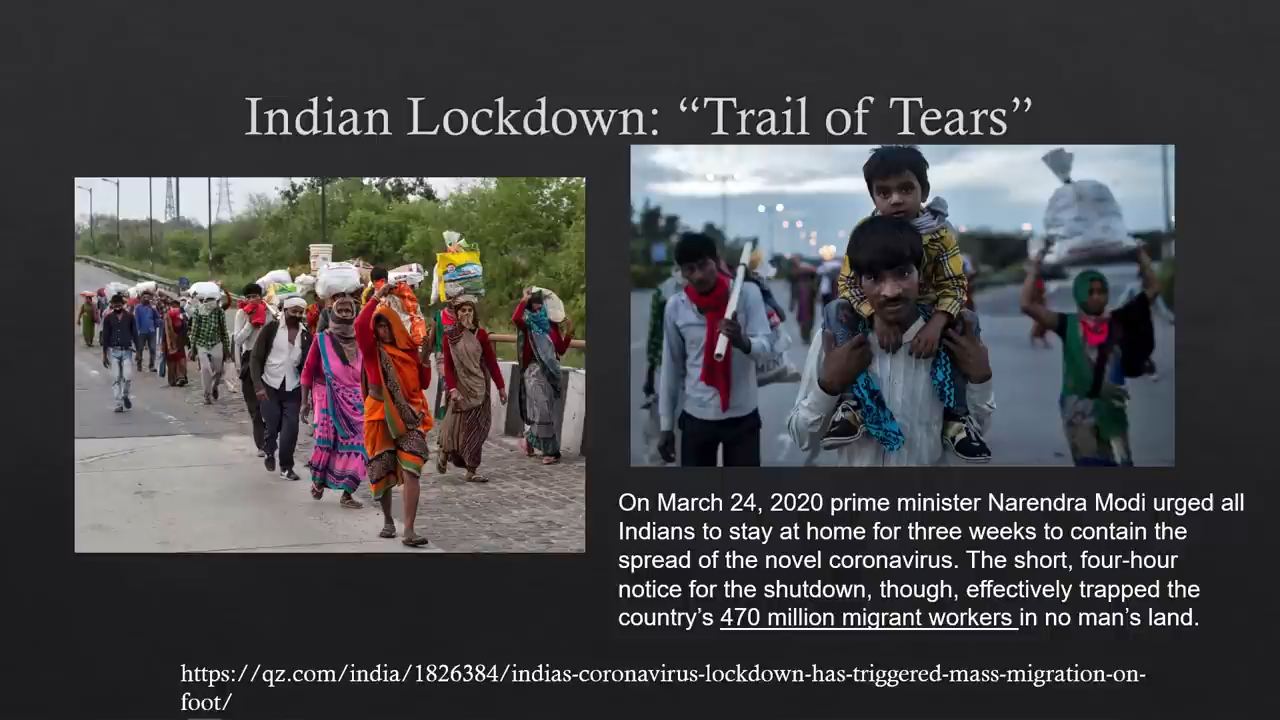 Indian Lockdown: “Trail of Tears”
On March 24, 2020 prime minister Narendra Modi urged all
Indians to stay at home for three weeks to contain the
spread of the novel coronavirus. The short, four-hour
notice for the shutdown, though, effectively trapped the
country’s 470 million migrant workers in no man’s land.
https://qz.com/india/1826384/indias-coronavirus-lockdown-has-triggered-mass-migration-on-
foot/